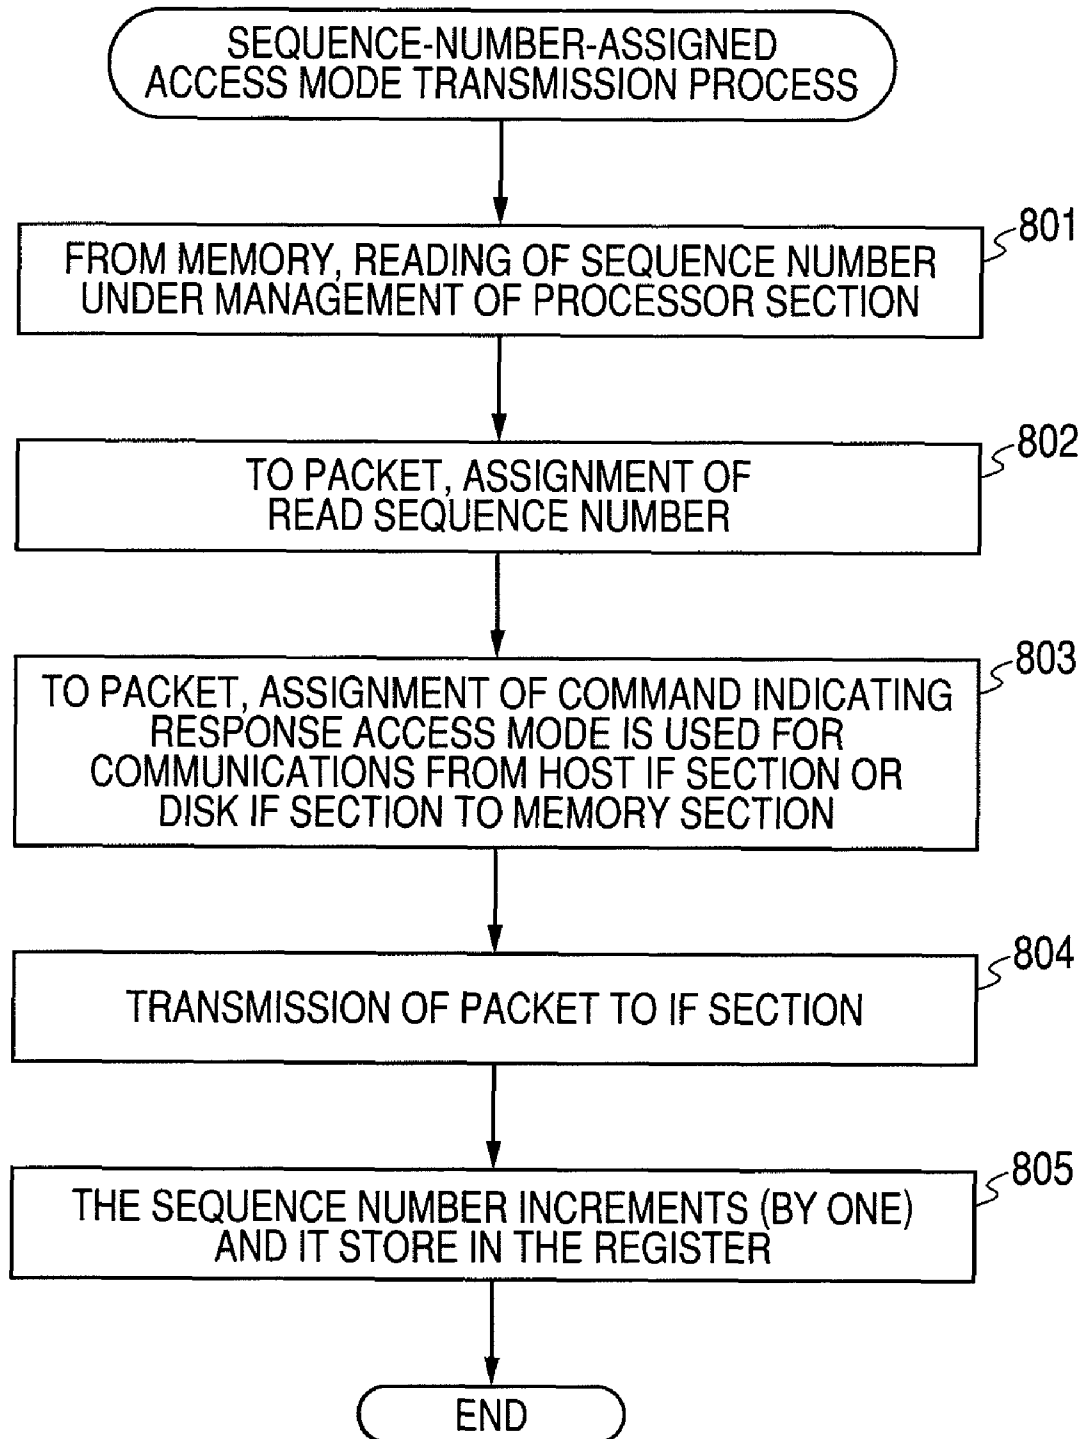 SEQUENCE-NUMBER-ASSIGNED
ACCESS MODE TRANSMISSION PROCESS
801
FROM MEMORY, READING OF SEQUENCE NUMBER
UNDER MANAGEMENT OF PROCESSOR SECTION
802
TO PACKET, ASSIGNMENT OF
READ SEQUENCE NUMBER
803
TO PACKET, ASSIGNMENT OF COMMAND INDICATING
RESPONSE ACCESS MODE IS USED FOR
COMMUNICATIONS FROM HOST IF SECTION OR
DISK IF SECTION TO MEMORY SECTION
804
TRANSMISSION OF PACKET TO IF SECTION
805
THE SEQUENCE NUMBER INCREMENTS (BY ONE)
AND IT STORE IN THE REGISTER
END